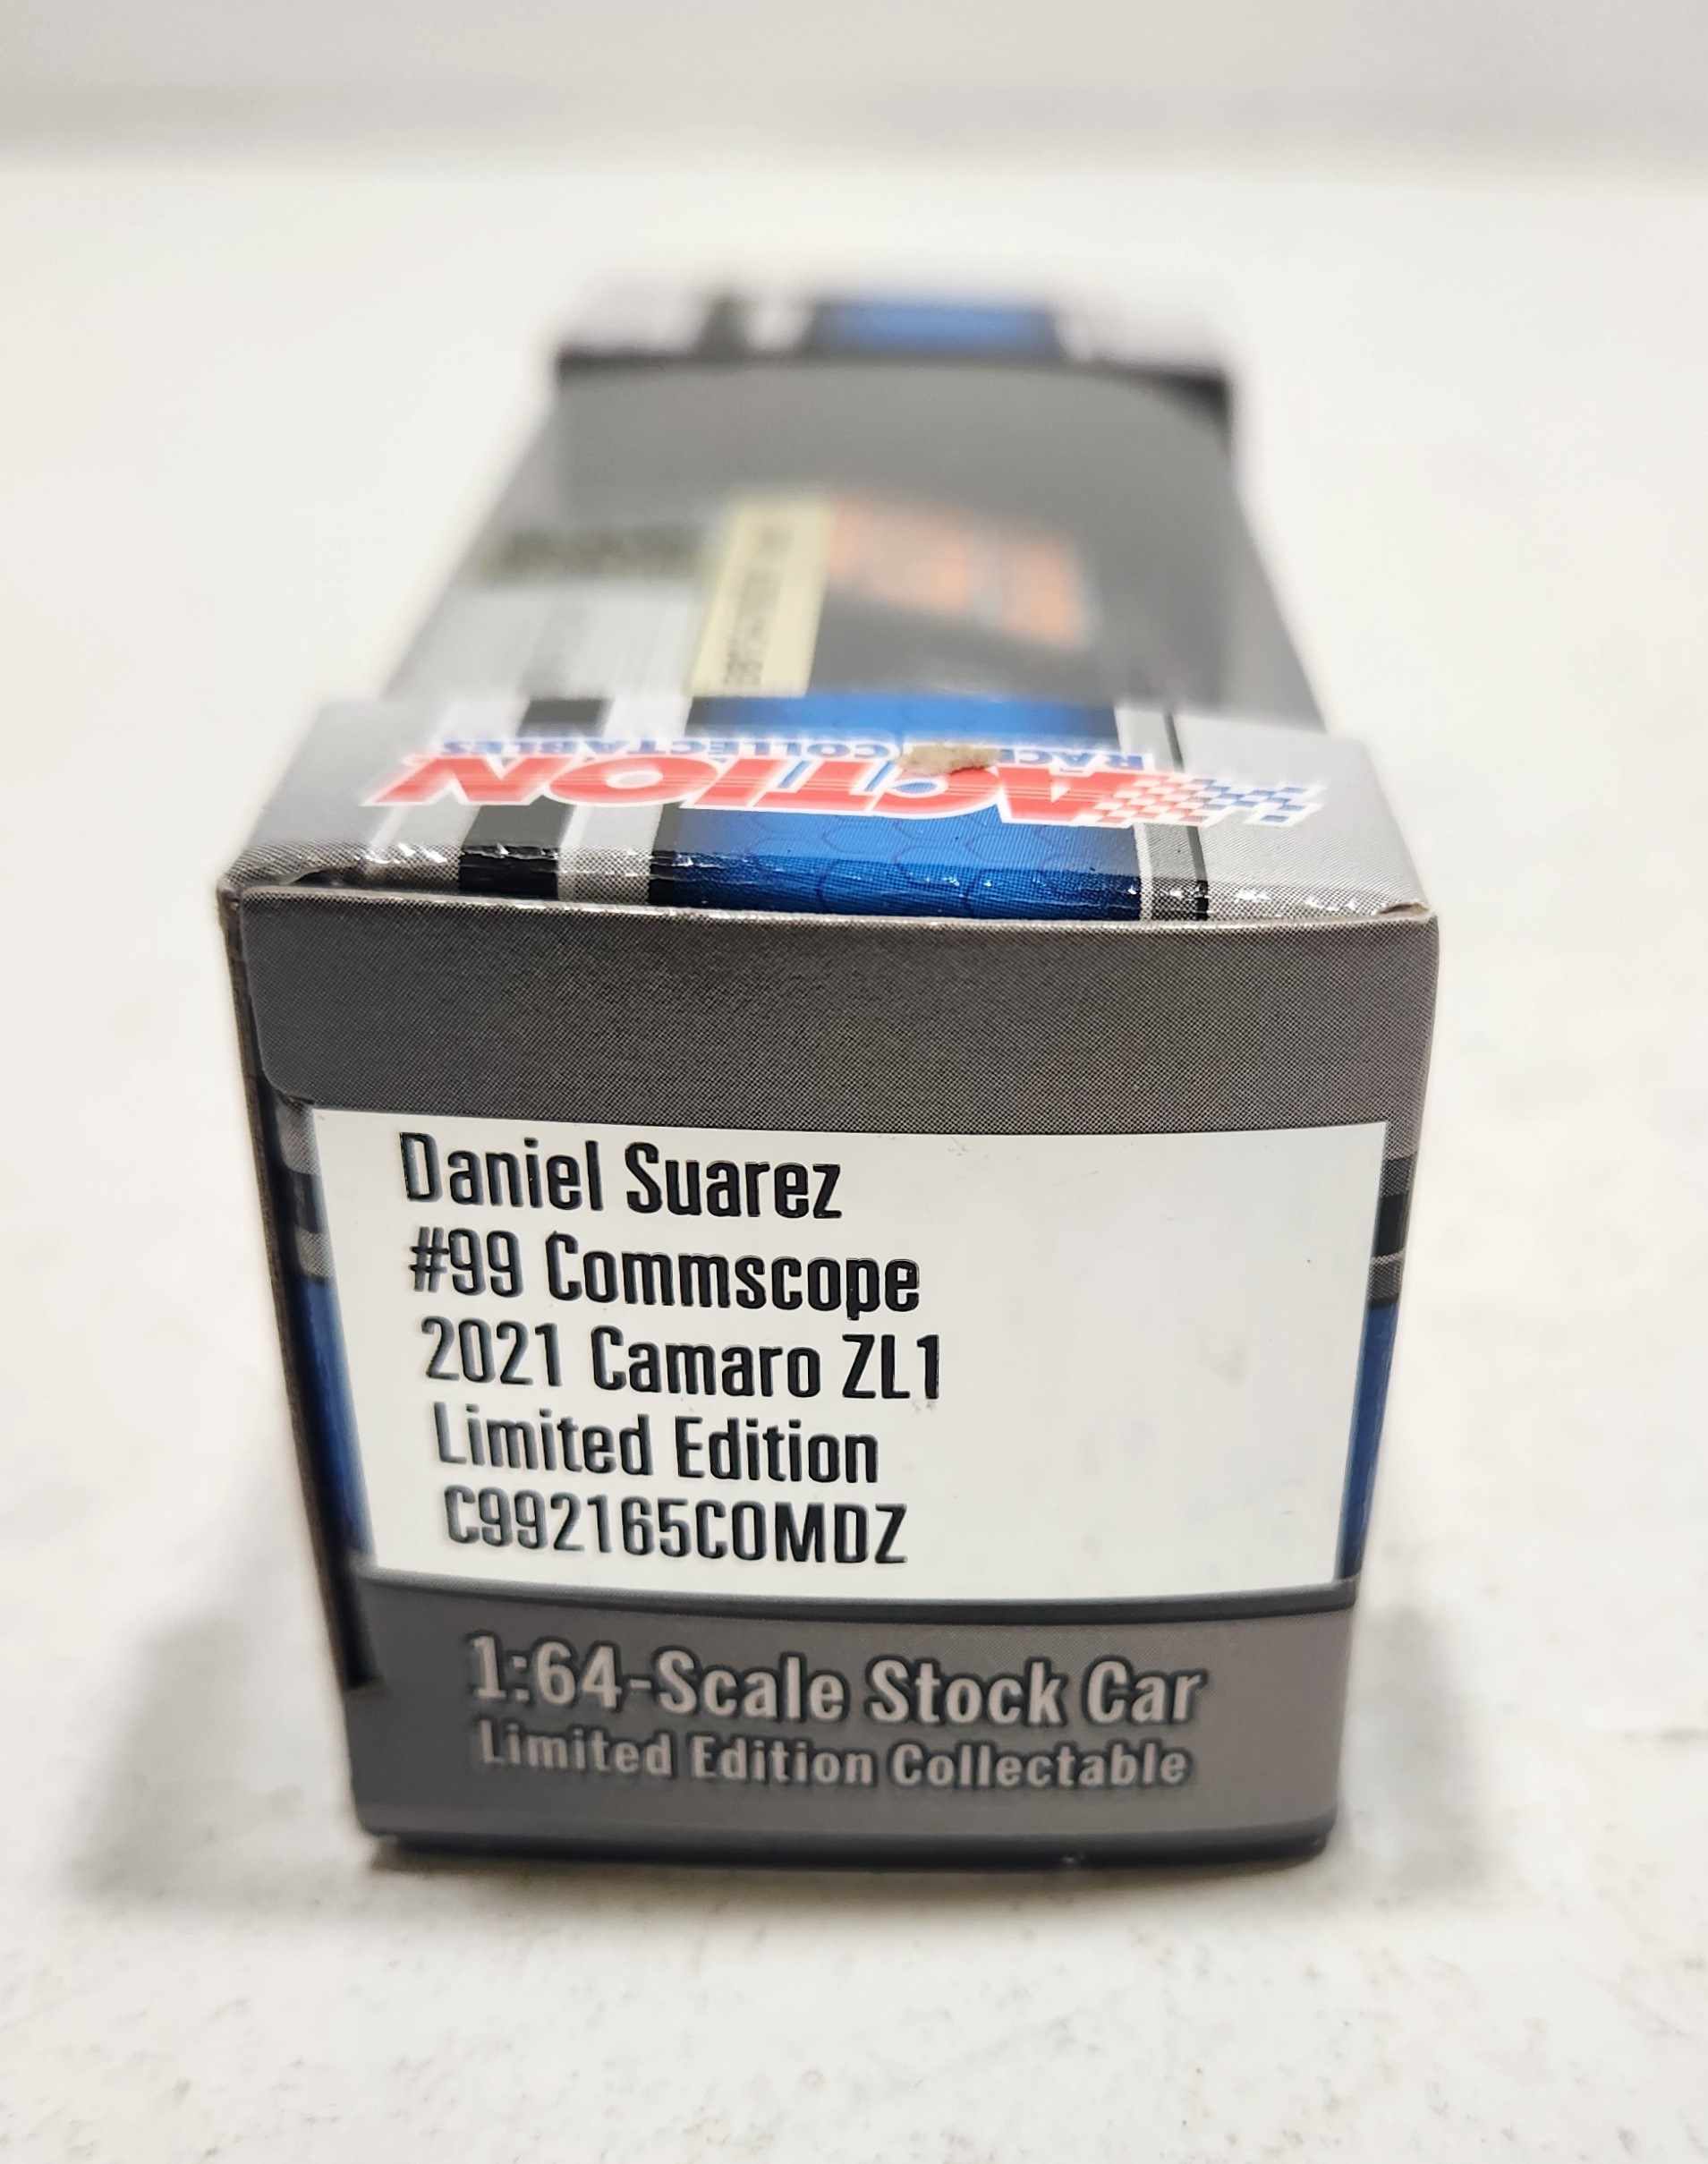 ACTION
RACING COLLECTABLES
Daniel Suarez
#99 Commscope
2021 Camaro ZL1
Limited Edition
C992165COMDZ
1:64-Scale Stock Car
Limited Edition Collectable